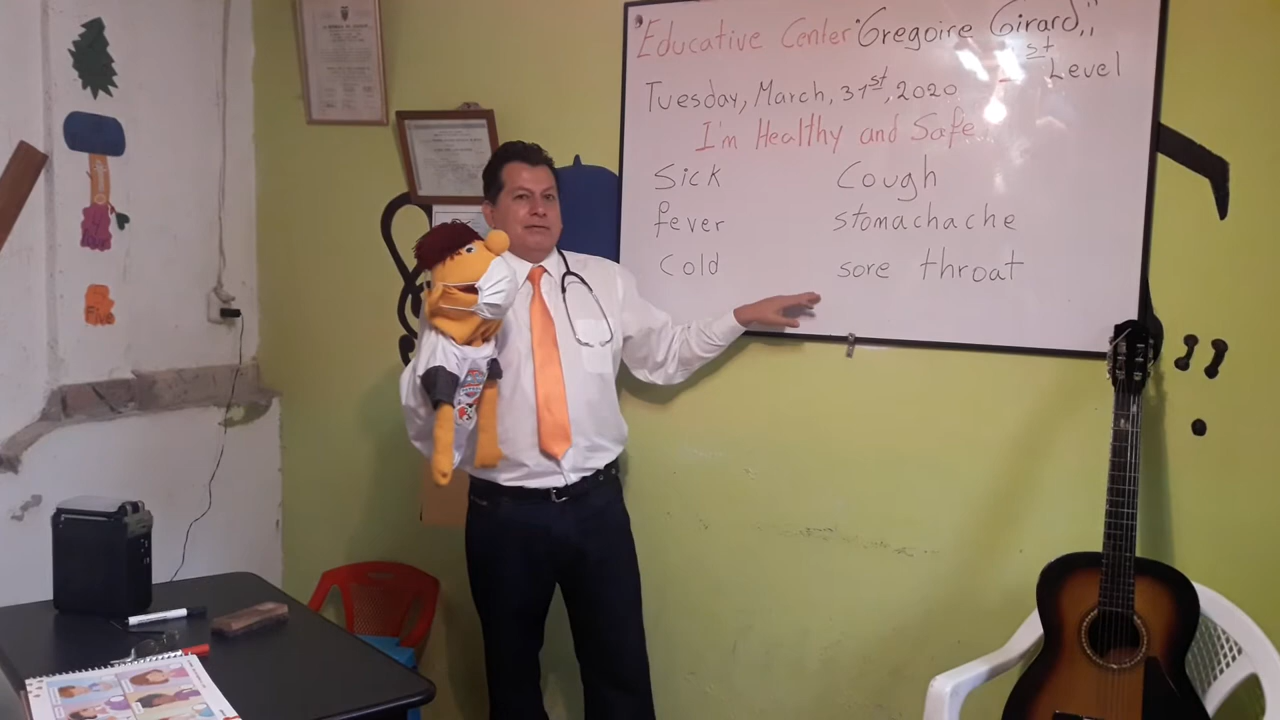 "Educative Center "Gregoire Girard,"
1st Level
Tuesday, March, 31st, 2020
I'm Healthy and Safe.
Sick Cough
fever stomachache
Cold sore throat
Five